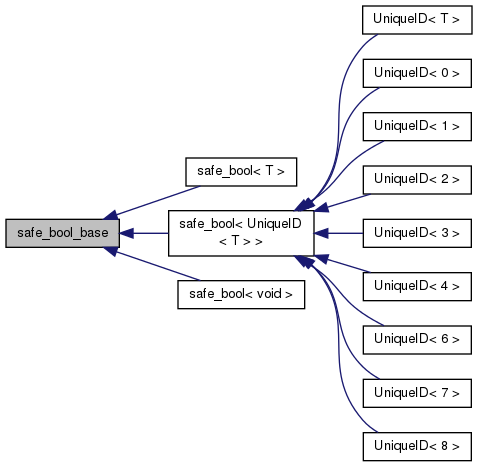 safe_bool_base
safe_bool< T >
safe_bool< UniqueID
< T > >
safe_bool< void >
UniqueID< T >
UniqueID< 0 >
UniqueID< 1 >
UniqueID< 2 >
UniqueID< 3 >
UniqueID< 4 >
UniqueID< 6 >
UniqueID< 7 >
UniqueID< 8 >